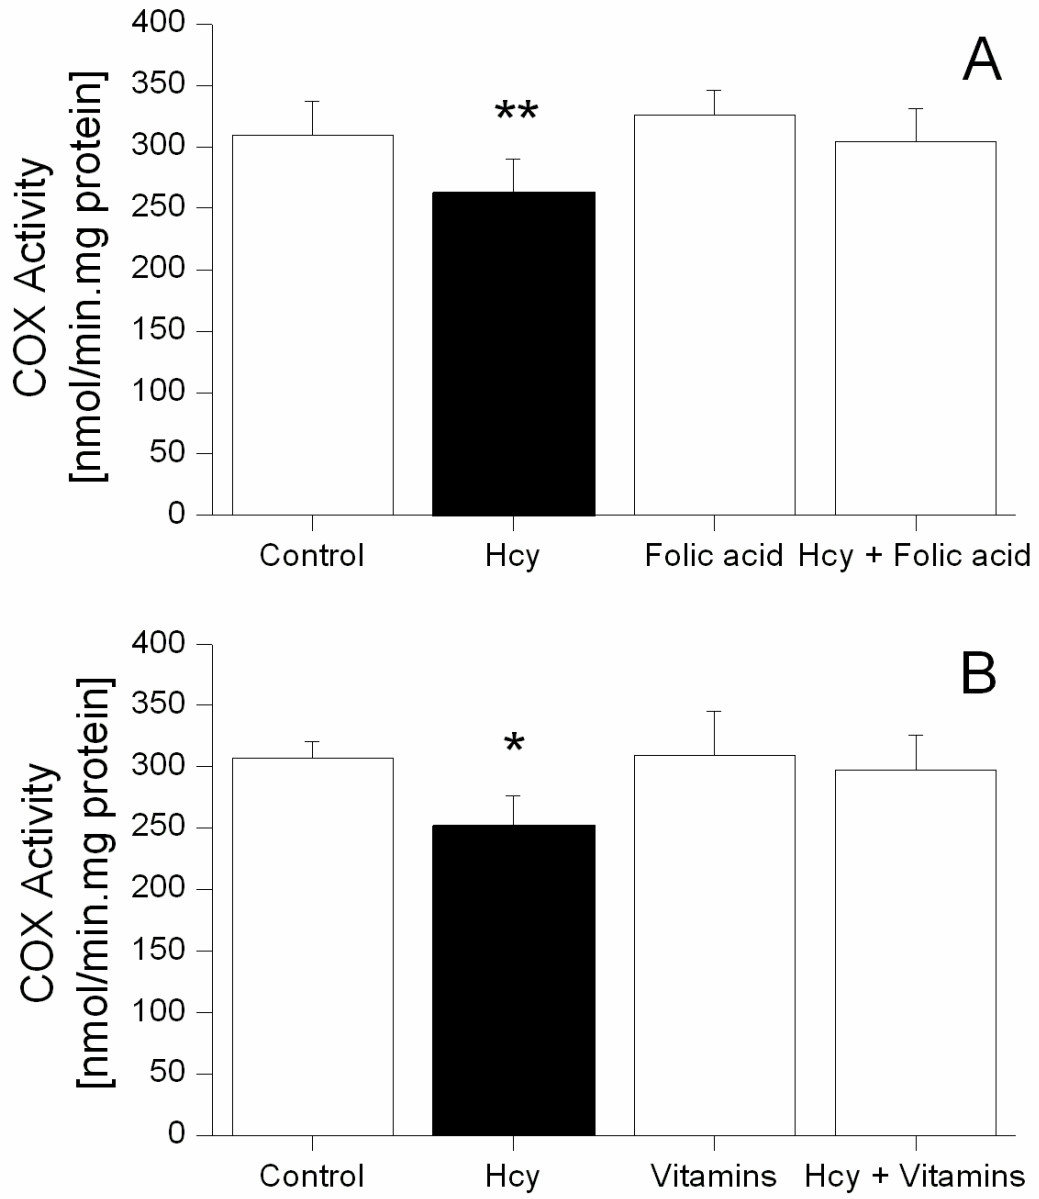 A
COX Activity
[nmol/min.mg protein]
400
350
300
250
200
150
100
50
0
**
Control Hcy Folic acid Hcy + Folic acid
B
COX Activity
[nmol/min.mg protein]
400
350
300
250
200
150
100
50
0
*
Control Hcy Vitamins Hcy + Vitamins